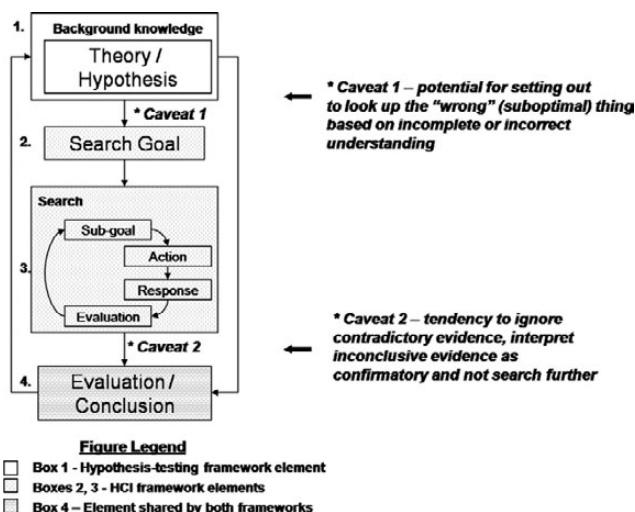 1.
Background knowledge
Theory /
Hypothesis
* Caveat 1
* Caveat 1 – potential for setting out
to look up the “wrong” (suboptimal) thing
based on incomplete or incorrect
understanding
2.
Search Goal
Search
3.
Sub-goal
Action
Response
Evaluation
* Caveat 2
* Caveat 2 – tendency to ignore
contradictory evidence, interpret
inconclusive evidence as
confirmatory and not search further
4.
Evaluation /
Conclusion
Figure Legend
Box 1 - Hypothesis-testing framework element
Boxes 2, 3 - HCI framework elements
Box 4 – Element shared by both frameworks